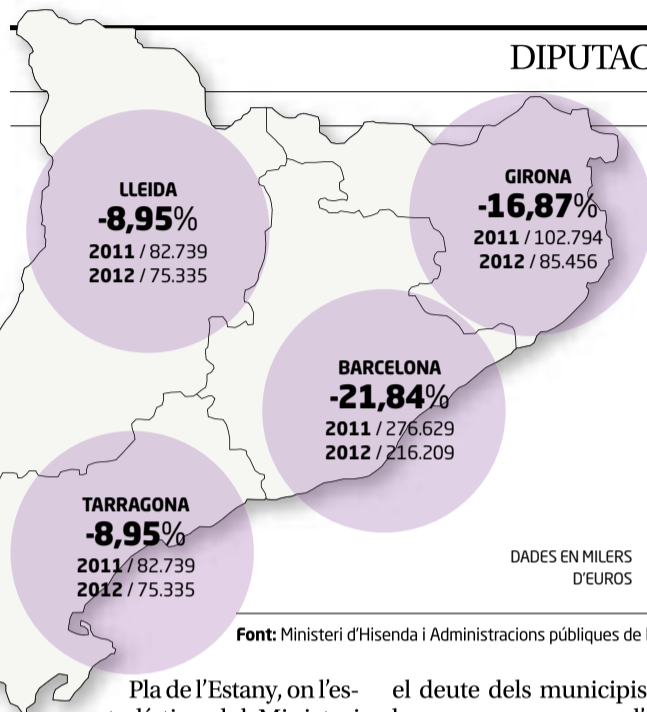 DIPUTAC
LLEIDA
-8,95%
2011 / 82.739
2012 / 75.335
GIRONA
-16,87%
2011 / 102.794
2012 / 85.456
BARCELONA
-21,84%
2011 / 276.629
2012 / 216.209
TARRAGONA
-8,95%
2011 / 82.739
2012 / 75.335
DADES EN MILERS
D'EUROS
Font: Ministeri d'Hisenda i Administracions públiques de
Pla de l'Estany, on l'es-
el deute dels municipis